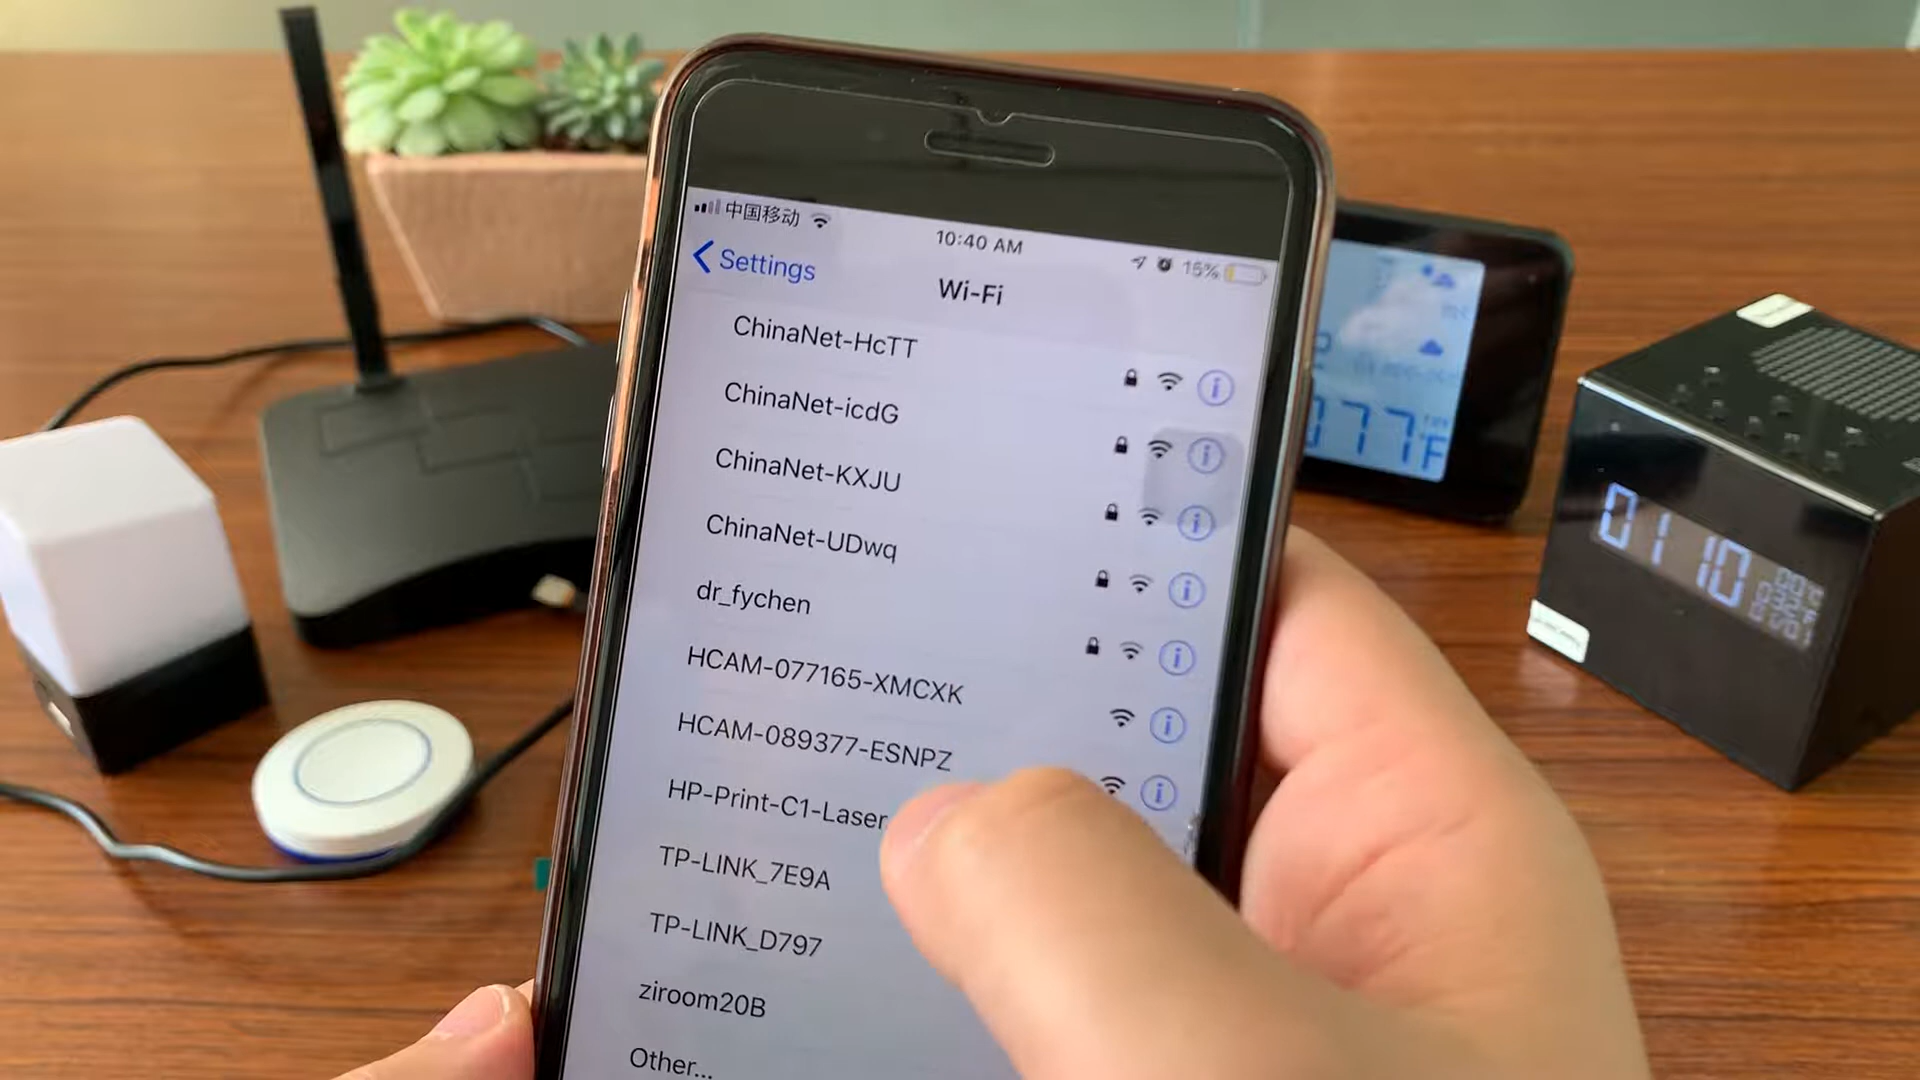 中国移动
10:40 AM
15%
Settings
Wi-Fi
ChinaNet-HcTT
ChinaNet-icdG
ChinaNet-KXJU
ChinaNet-UDwq
dr_fychen
HCAM-077165-XMCXK
HCAM-089377-ESNPZ
HP-Print-C1-Laser
TP-LINK_7E9A
TP-LINK_D797
ziroom20B
Other...
77°F
01 10